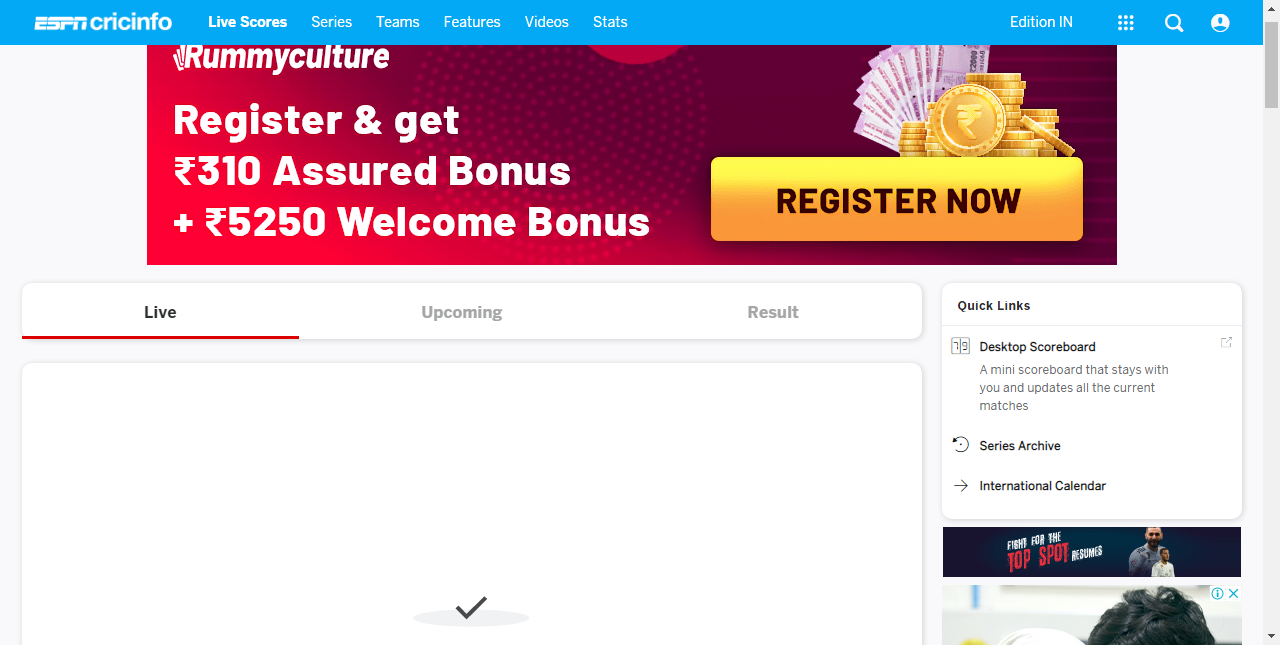 ESPN cricinfo Live Scores Series Teams Features Videos Stats Edition IN
Rummyculture
Register & get
₹310 Assured Bonus
+ ₹5250 Welcome Bonus
REGISTER NOW
Live Upcoming Result
Quick Links
Desktop Scoreboard
A mini scoreboard that stays with
you and updates all the current
matches
Series Archive
International Calendar
FIGHT FOR THE
TOP SPOT RESUMES